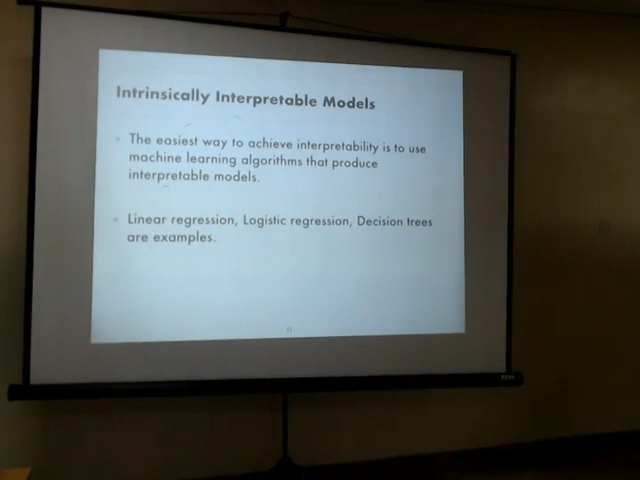 Intrinsically Interpretable Models
The easiest way to achieve interpretability is to use
machine learning algorithms that produce
interpretable models.
Linear regression, Logistic regression, Decision trees
are examples.